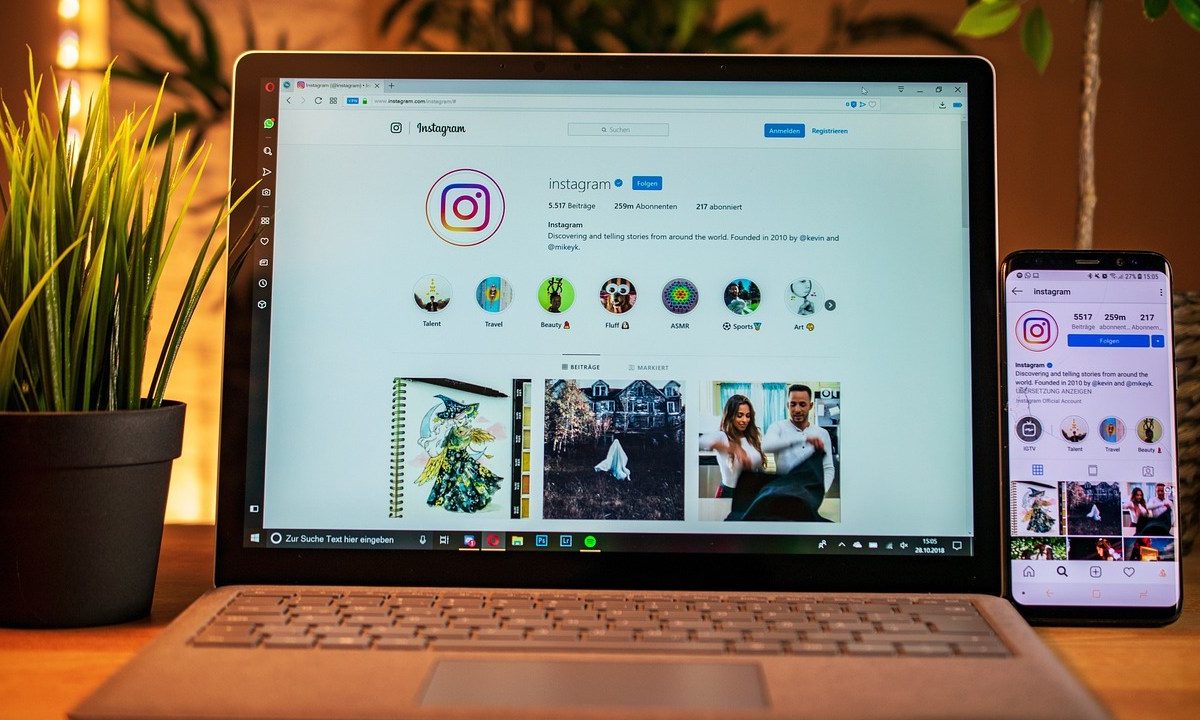 Instagram (@instagram) • In
www.instagram.com/instagram/#
Instagram
Suchen
Anmelden
Registrieren
instagram
Folgen
5.517 Beiträge 259m Abonnenten 217 abonniert
Instagram
Discovering and telling stories from around the world. Founded in 2010 by @kevin and
@mikeyk.
Talent Travel Beauty Fluff ASMR Sports Art
BEITRÄGE MARKIERT
Zur Suche Text hier eingeben
Ps Lr
15:05
28.10.2018
27% 15:05
instagram
5517 259m 217
Beiträge abonnent... Abonnem...
Folgen
Instagram
Discovering and telling stories from around the
world. Founded in 2010 by @kevin and @mikeyk.
ÜBERSETZUNG ANZEIGEN
Instagram Official Account
IGTV Talent Travel Beauty